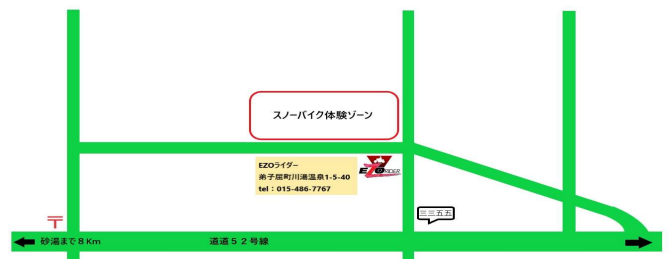 スノーバイク体験ゾーン
EZOライダー
弟子屈町川湯温泉1-5-40
tel：015-486-7767
EZO RIDER
三三五五
〒
砂湯まで８Km
道道５２号線